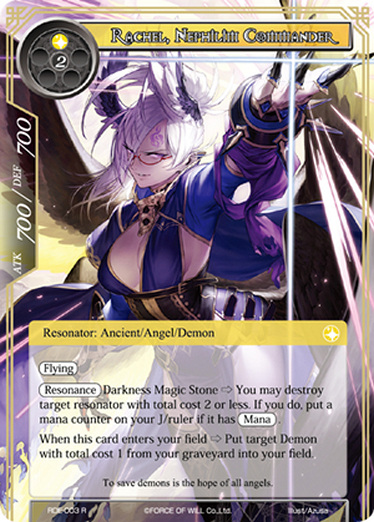 Rachel, Nephilim Commander
2
ATK 700 / DEF 700
Resonator: Ancient/Angel/Demon
Flying
Resonance Darkness Magic Stone ⇨ You may destroy
target resonator with total cost 2 or less. If you do, put a
mana counter on your J/ruler if it has Mana .
When this card enters your field ⇨ Put target Demon
with total cost 1 from your graveyard into your field.
To save demons is the hope of all angels.
RDE-003 R ©FORCE OF WILL Co.,Ltd. Illust/Azusa